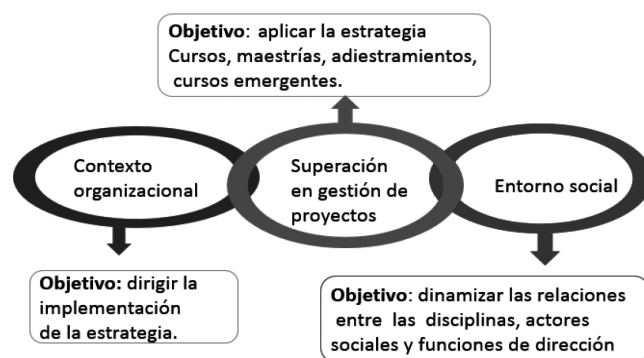 Objetivo: aplicar la estrategia
Cursos, maestrías, adiestramientos,
cursos emergentes.
Contexto
organizacional
Superación
en gestión de
proyectos
Entorno social
Objetivo: dirigir la
implementación
de la estrategia.
Objetivo: dinamizar las relaciones
entre las disciplinas, actores
sociales y funciones de dirección